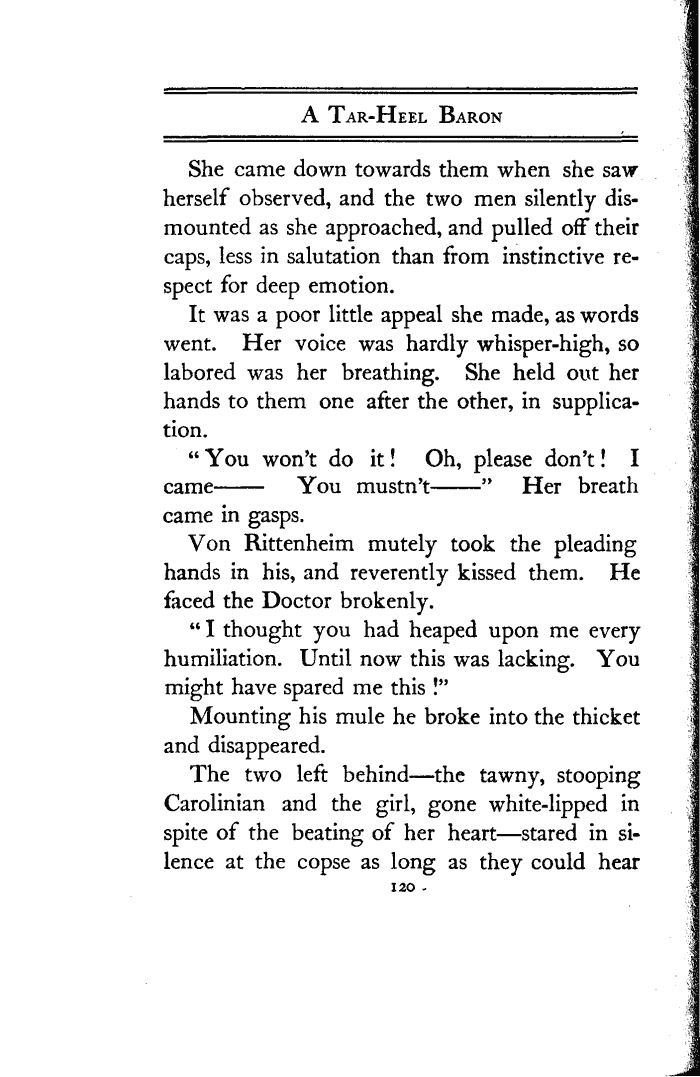 A Tar-Heel Baron
She came down towards them when she saw
herself observed, and the two men silently dis-
mounted as she approached, and pulled off their
caps, less in salutation than from instinctive re-
spect for deep emotion.
It was a poor little appeal she made, as words
went. Her voice was hardly whisper-high, so
labored was her breathing. She held out her
hands to them one after the other, in supplica-
tion.
“You won't do it! Oh, please don't! I
came—— You mustn't——” Her breath
came in gasps.
Von Rittenheim mutely took the pleading
hands in his, and reverently kissed them. He
faced the Doctor brokenly.
“I thought you had heaped upon me every
humiliation. Until now this was lacking. You
might have spared me this!”
Mounting his mule he broke into the thicket
and disappeared.
The two left behind—the tawny, stooping
Carolinian and the girl, gone white-lipped in
spite of the beating of her heart—stared in si-
lence at the copse as long as they could hear
120